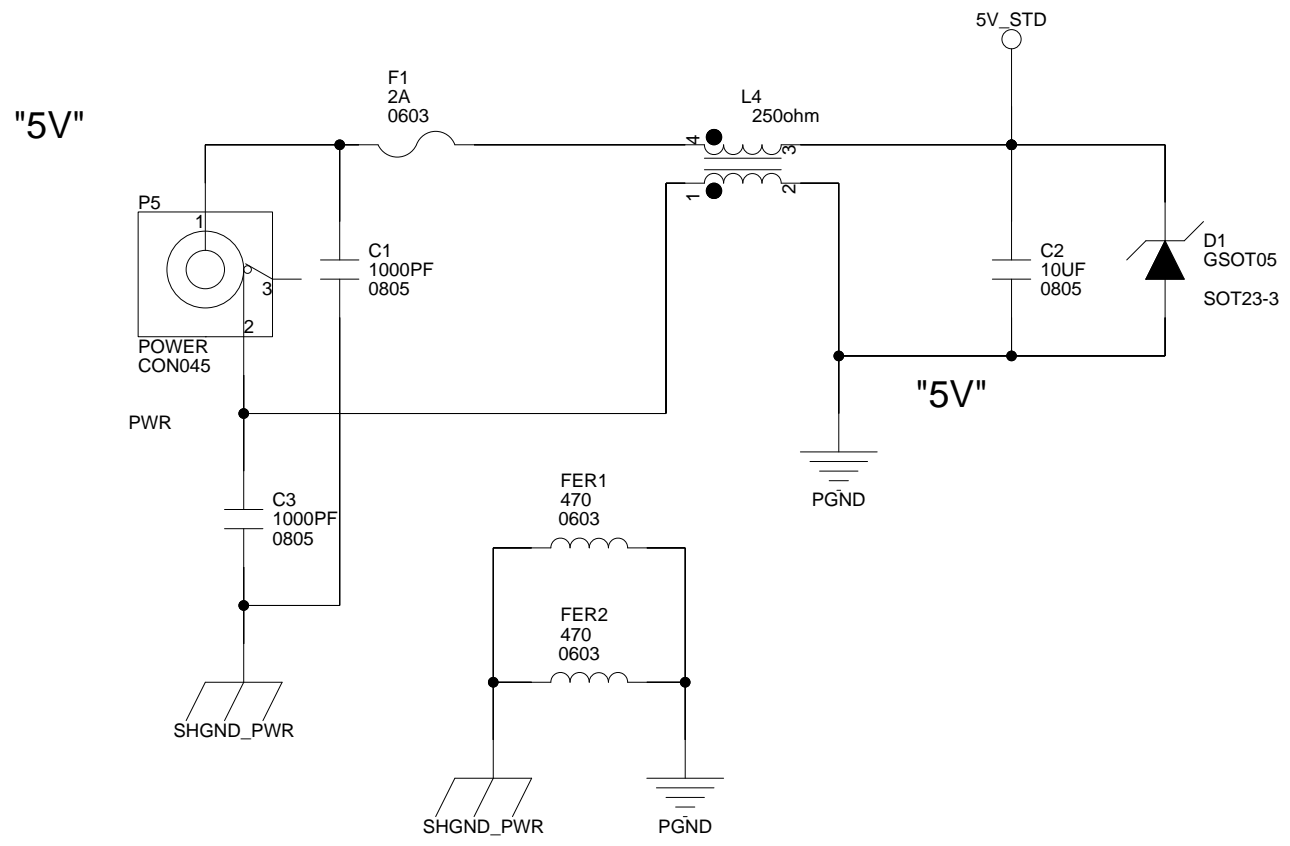 5V_STD
"5V"
F1
2A
0603
L4
250ohm
4
3
1
2
P5
1
3
2
POWER
CON045
PWR
C1
1000PF
0805
C2
10UF
0805
D1
GSOT05
SOT23-3
"5V"
PGND
C3
1000PF
0805
SHGND_PWR
FER1
470
0603
FER2
470
0603
SHGND_PWR
PGND